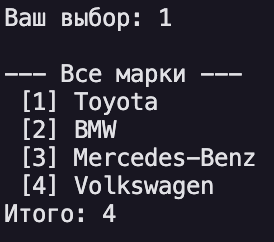 Ваш выбор: 1
--- Все марки ---
[1] Toyota
[2] BMW
[3] Mercedes-Benz
[4] Volkswagen
Итого: 4